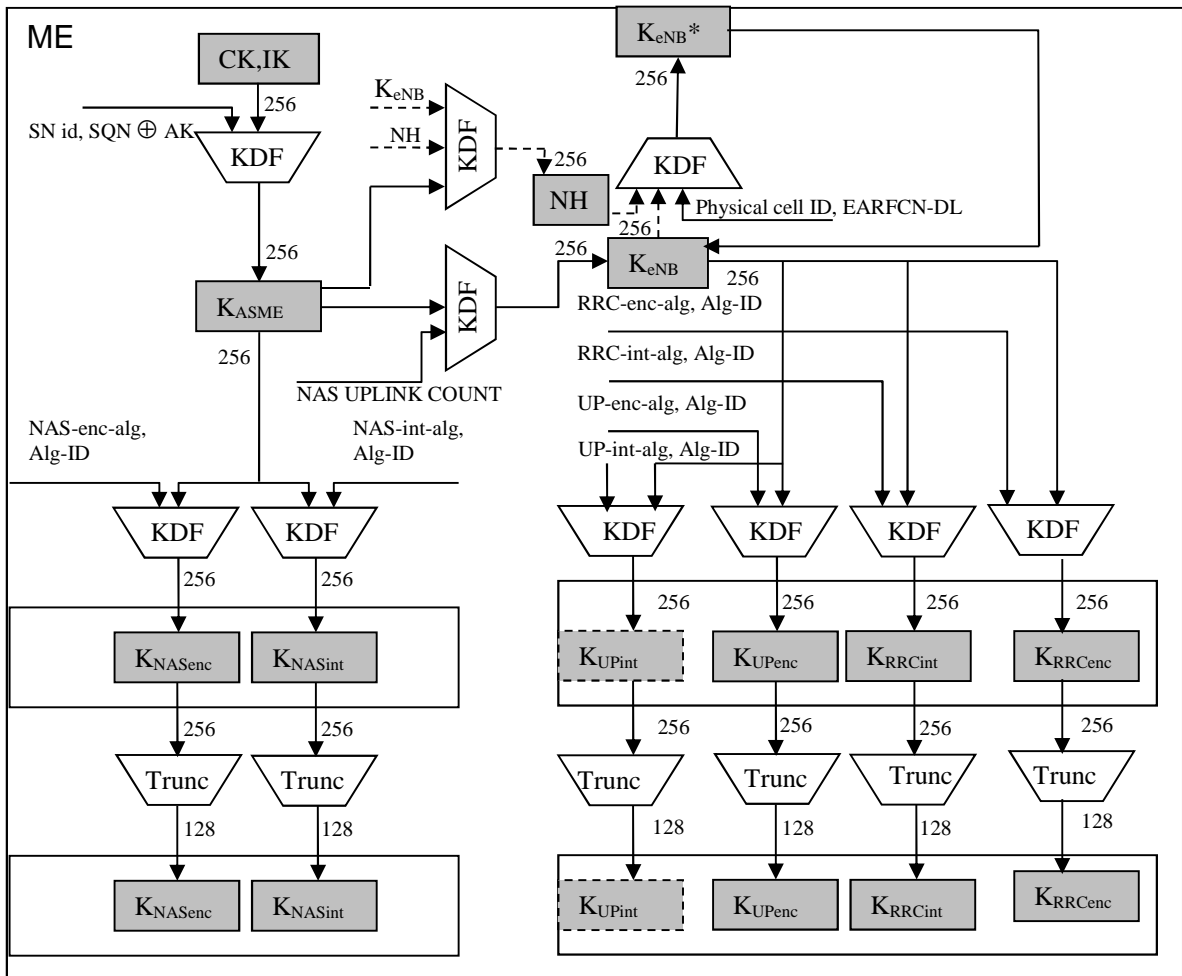 ME
CK,IK
KeNB*
256
256
KeNB
SN id, SQN ⊕ AK
KDF
KDF
NH
256
KDF
NH
Physical cell ID, EARFCN-DL
256
256
256
KeNB
256
KASME
KDF
RRC-enc-alg, Alg-ID
256
RRC-int-alg, Alg-ID
NAS UPLINK COUNT
UP-enc-alg, Alg-ID
NAS-enc-alg,
Alg-ID
NAS-int-alg,
Alg-ID
UP-int-alg, Alg-ID
KDF
KDF
KDF
KDF
KDF
KDF
256
256
256
256
256
256
KNASenc
KNASint
KUPint
KUPenc
KRRCint
KRRCenc
256
256
256
256
256
256
Trunc
Trunc
Trunc
Trunc
Trunc
Trunc
128
128
128
128
128
128
KNASenc
KNASint
KUPint
KUPenc
KRRCint
KRRCenc